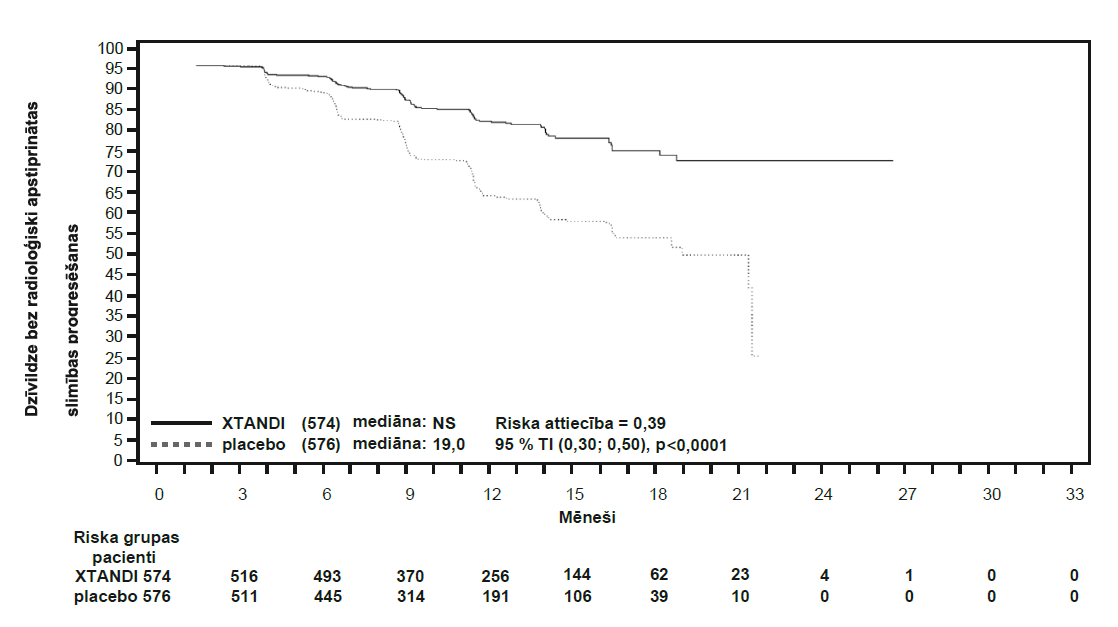 Dzīvildze bez radioloģiski apstiprinātas
slimības progresēšanas
100
95
90
85
80
75
70
65
60
55
50
45
40
35
30
25
20
15
10
5
0
XTANDI (574) mediāna: NS Riska attiecība = 0,39
placebo (576) mediāna: 19,0 95 % TI (0,30; 0,50), p<0,0001
0 3 6 9 12 15 18 21 24 27 30 33
Mēneši
Riska grupas
pacienti
XTANDI 574 516 493 370 256 144 62 23 4 1 0 0
placebo 576 511 445 314 191 106 39 10 0 0 0 0